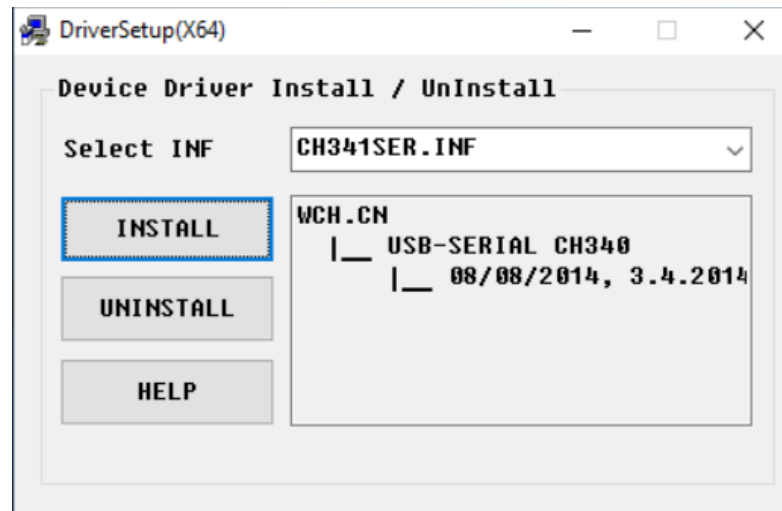 DriverSetup(X64)
Device Driver Install / UnInstall
Select INF
CH341SER.INF
INSTALL
UNINSTALL
HELP
WCH.CN
|__ USB-SERIAL CH340
|__ 08/08/2014, 3.4.2014